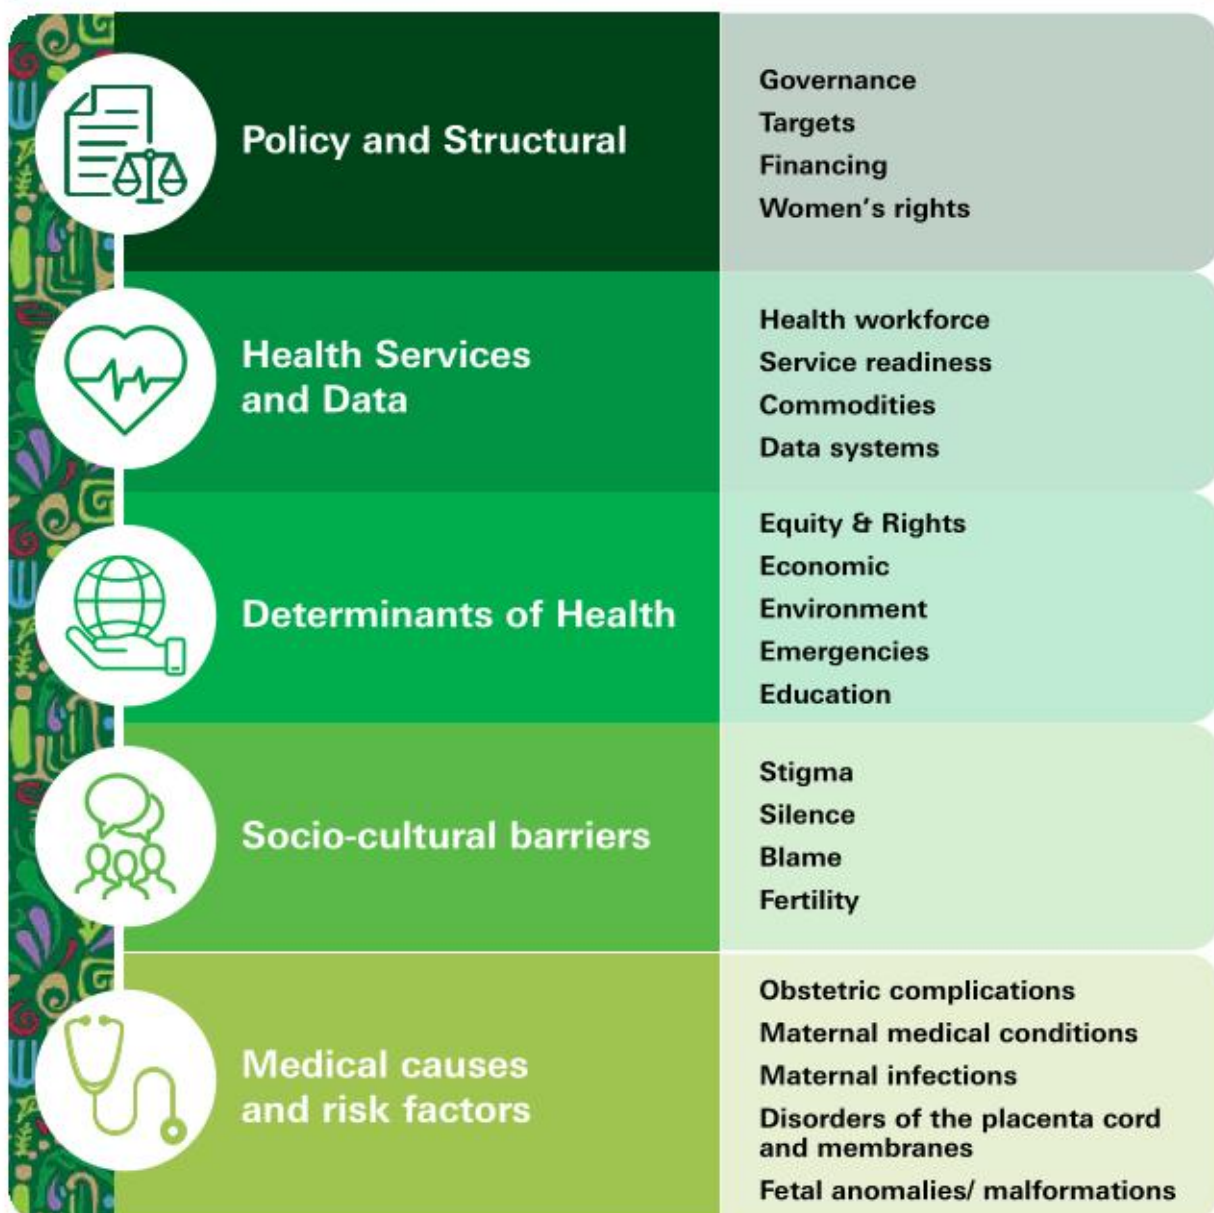 Policy and Structural
Governance
Targets
Financing
Women’s rights
Health Services
and Data
Health workforce
Service readiness
Commodities
Data systems
Determinants of Health
Equity & Rights
Economic
Environment
Emergencies
Education
Socio-cultural barriers
Stigma
Silence
Blame
Fertility
Medical causes
and risk factors
Obstetric complications
Maternal medical conditions
Maternal infections
Disorders of the placenta cord
and membranes
Fetal anomalies/ malformations